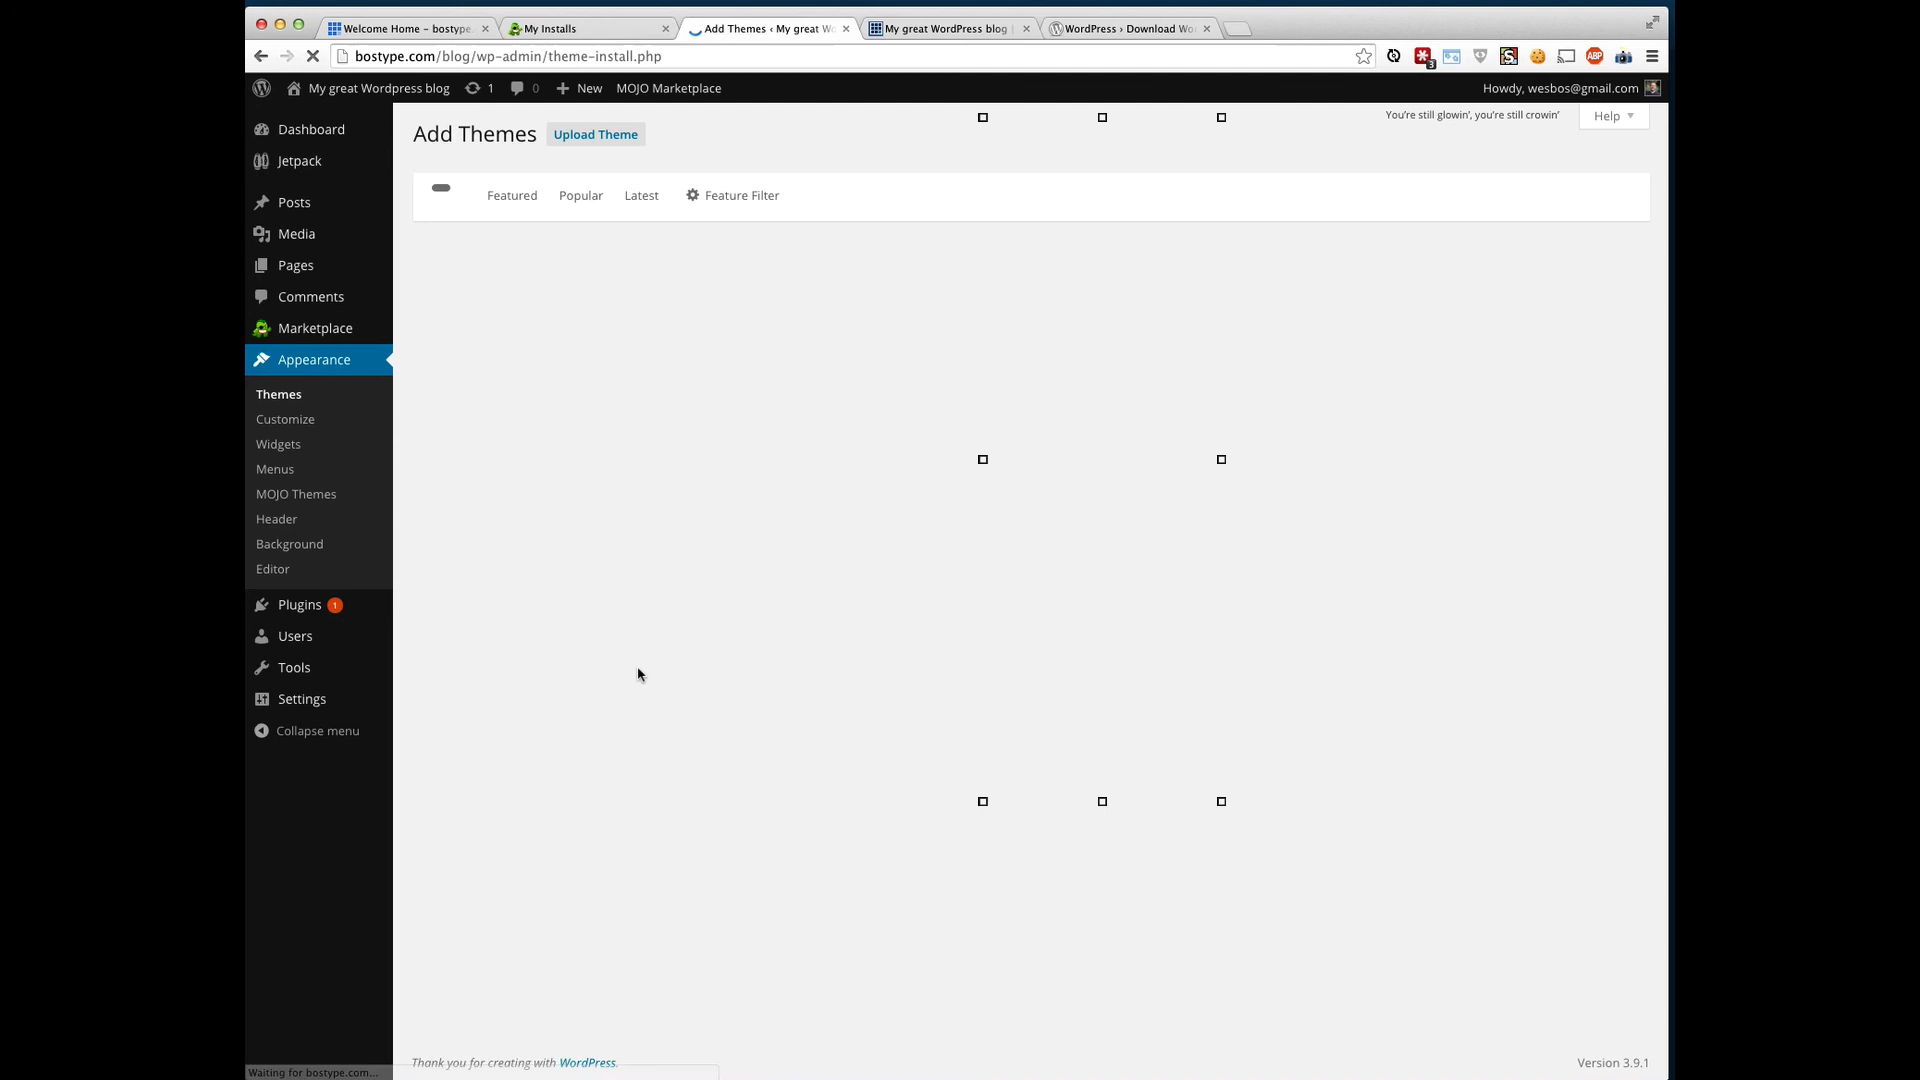 Welcome Home – bostype.
My Installs
Add Themes ‹ My great Wo
My great WordPress blog |
WordPress › Download Wo
bostype.com/blog/wp-admin/theme-install.php
3
My great Wordpress blog
1
0
New
MOJO Marketplace
Howdy, wesbos@gmail.com
ABP
Dashboard
Jetpack
Posts
Media
Pages
Comments
Marketplace
Appearance
Themes
Customize
Widgets
Menus
MOJO Themes
Header
Background
Editor
Plugins 1
Users
Tools
Settings
Collapse menu
Add Themes
Upload Theme
You're still glowin', you're still crowin'
Help
Featured
Popular
Latest
Feature Filter
Thank you for creating with WordPress.
Version 3.9.1
Waiting for bostype.com...